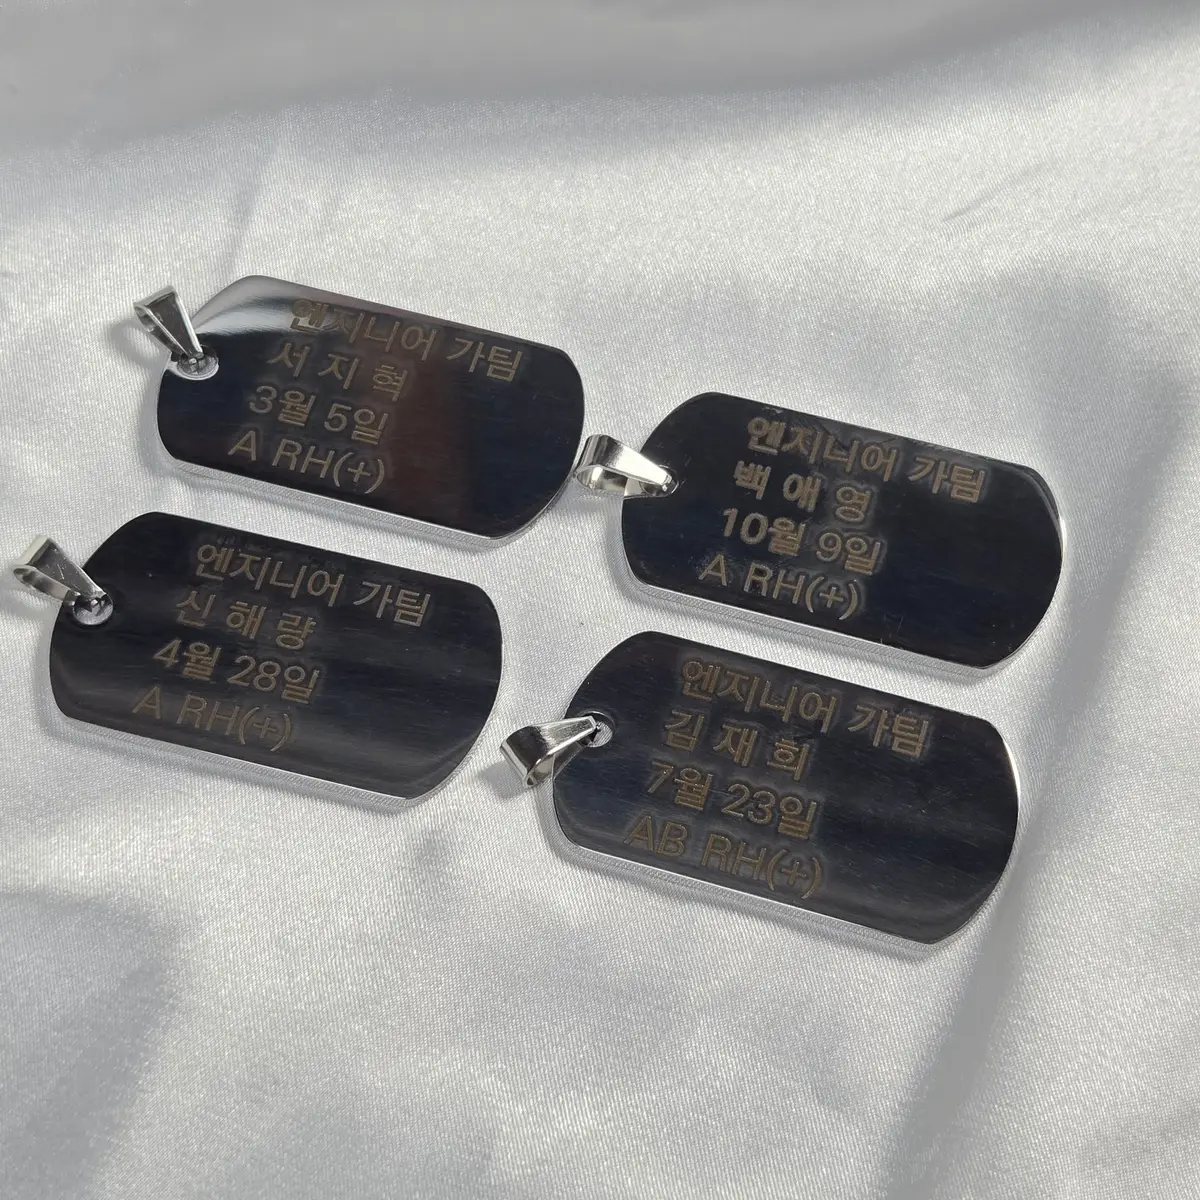 엔지니어 가팀
서 지 혁
3월 5일
A RH(+)
엔지니어 가팀
백 애 영
10월 9일
A RH(+)
엔지니어 가팀
신 해 량
4월 28일
A RH(+)
엔지니어 가팀
김 재 희
7월 23일
AB RH(+)